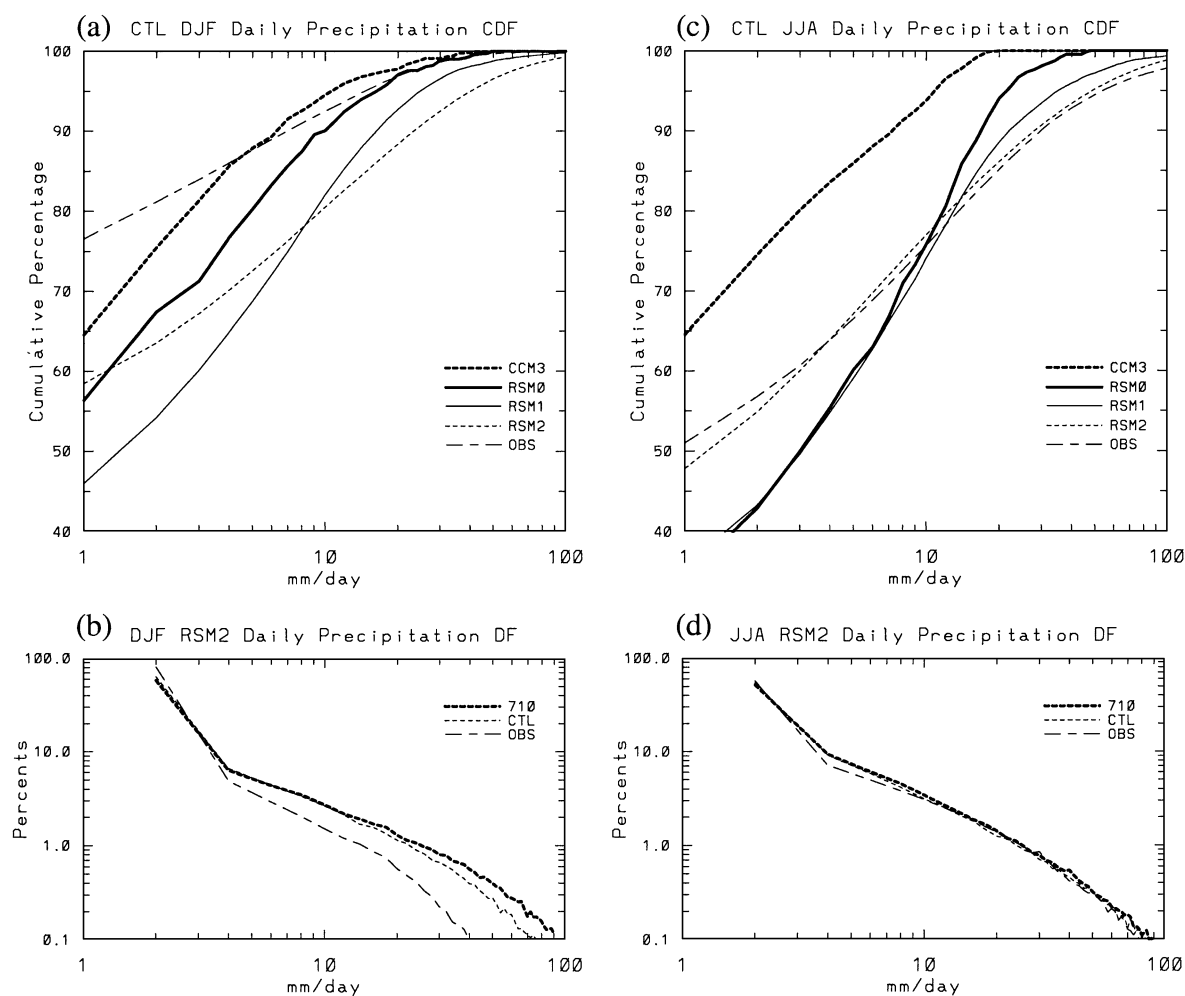 (a) CTL DJF Daily Precipitation CDF
Cumulative Percentage
100
90
80
70
60
50
40
CCM3
RSM0
RSM1
RSM2
OBS
1 10 100
mm/day
(c) CTL JJA Daily Precipitation CDF
Cumulative Percentage
100
90
80
70
60
50
40
CCM3
RSM0
RSM1
RSM2
OBS
1 10 100
mm/day
(b) DJF RSM2 Daily Precipitation DF
Percents
100.0
10.0
1.0
0.1
710
CTL
OBS
1 10 100
mm/day
(d) JJA RSM2 Daily Precipitation DF
Percents
100.0
10.0
1.0
0.1
710
CTL
OBS
1 10 100
mm/day